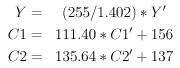 Y = (255/1.402) * Y′
C1 = 111.40 * C1′ + 156
C2 = 135.64 * C2′ + 137